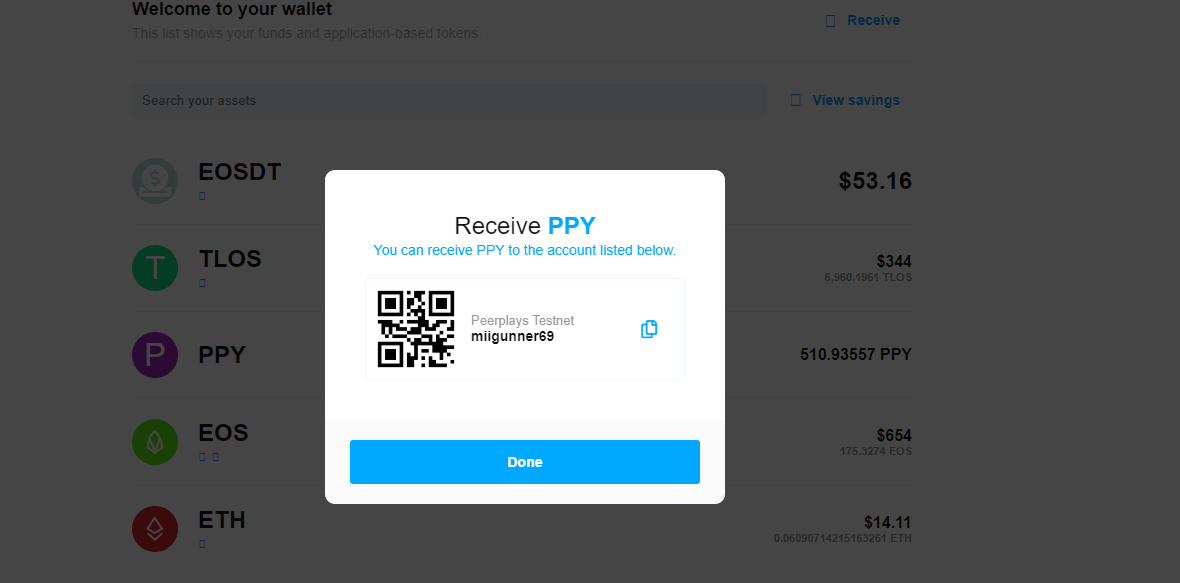 Welcome to your wallet
Receive
This list shows your funds and application-based tokens
Search your assets
View savings
EOSDT
$53.16
TLOS
$344
6,960.1961 TLOS
PPY
510.93557 PPY
EOS
$654
175.3274 EOS
ETH
$14.11
0.06090714215163261 ETH
Receive PPY
You can receive PPY to the account listed below.
Peerplays Testnet
miigunner69
Done